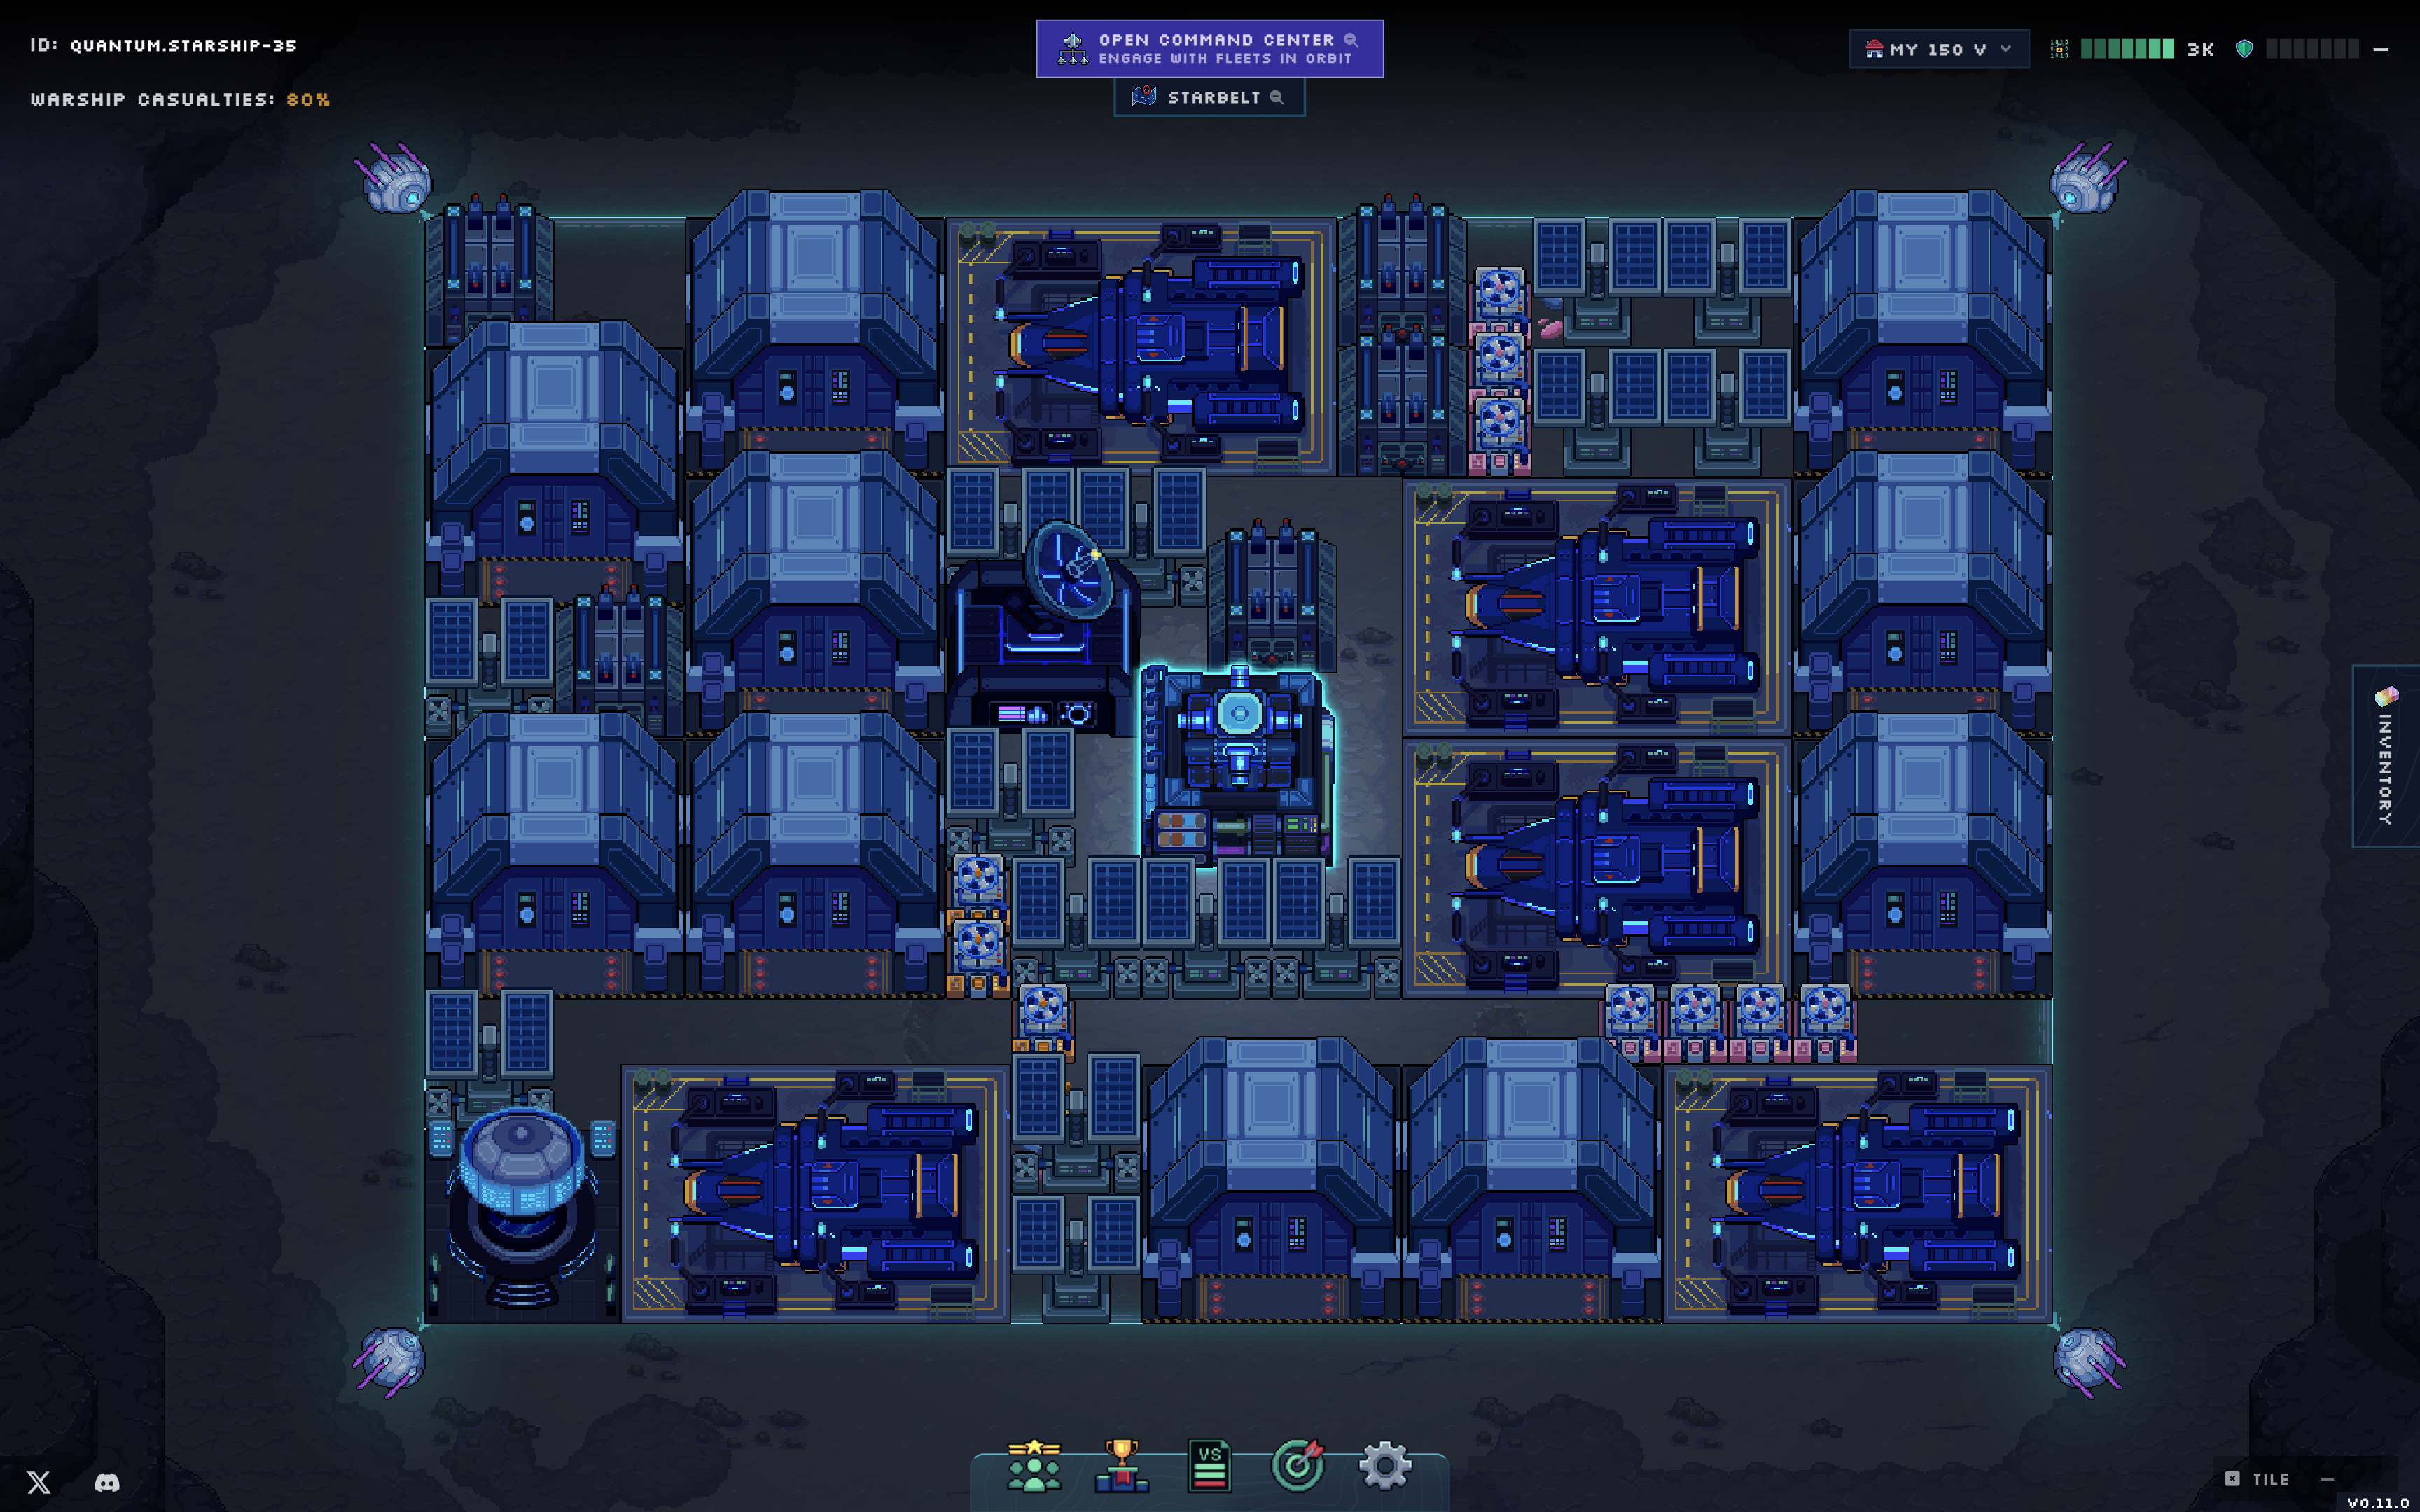 ID: QUANTUM.STARSHIP-35
WARSHIP CASUALTIES: 80%
OPEN COMMAND CENTER
ENGAGE WITH FLEETS IN ORBIT
STARBELT
MY 150 V
3K
–
INVENTORY
VS
TILE –
V0.11.0